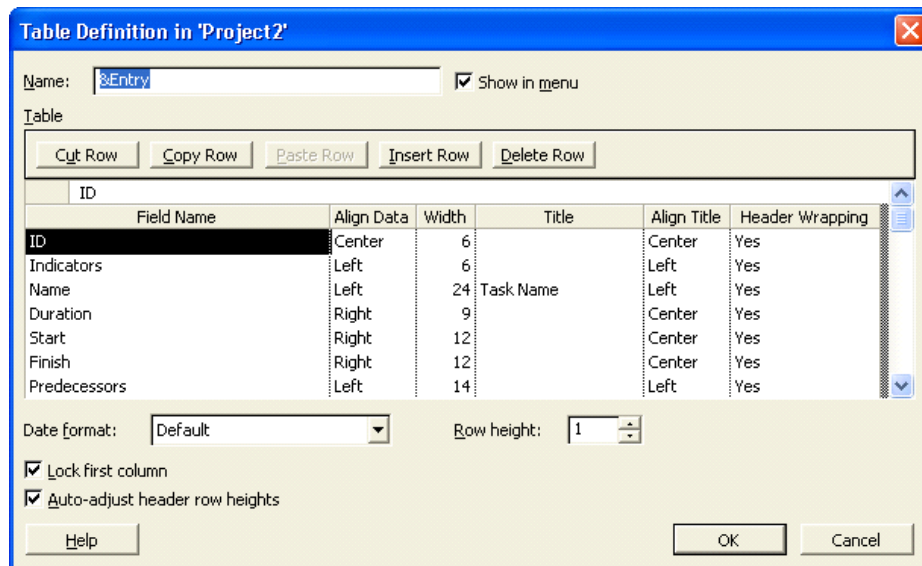 Table Definition in 'Project2'
Name: &Entry Show in menu
Table
Cut Row Copy Row Paste Row Insert Row Delete Row
ID
Field Name Align Data Width Title Align Title Header Wrapping
ID Center 6 Center Yes
Indicators Left 6 Left Yes
Name Left 24 Task Name Left Yes
Duration Right 9 Center Yes
Start Right 12 Center Yes
Finish Right 12 Center Yes
Predecessors Left 14 Left Yes
Date format: Default Row height: 1
Lock first column
Auto-adjust header row heights
Help OK Cancel